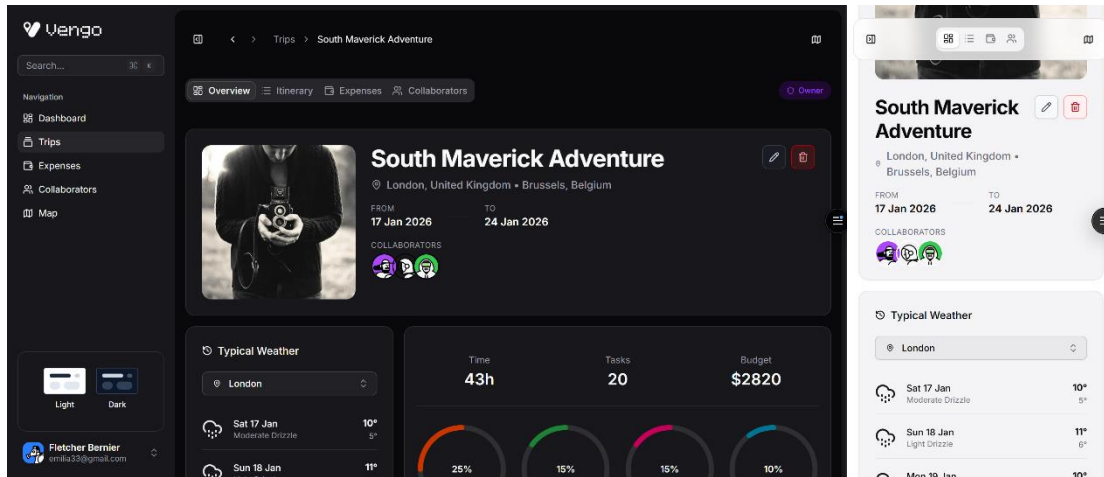 Vengo
Search... ⌘ K
Navigation
Dashboard
Trips
Expenses
Collaborators
Map
Light Dark
Fletcher Bernier
emilia33@gmail.com
Trips > South Maverick Adventure
Overview Itinerary Expenses Collaborators
Owner
South Maverick Adventure
London, United Kingdom • Brussels, Belgium
FROM TO
17 Jan 2026 24 Jan 2026
COLLABORATORS
Typical Weather
London
Sat 17 Jan 10°
Moderate Drizzle 5°
Sun 18 Jan 11°
Time Tasks Budget
43h 20 $2820
25% 15% 15% 10%
South Maverick
Adventure
London, United Kingdom •
Brussels, Belgium
FROM TO
17 Jan 2026 24 Jan 2026
COLLABORATORS
Typical Weather
London
Sat 17 Jan 10°
Moderate Drizzle 5°
Sun 18 Jan 11°
Light Drizzle 6°
Mon 19 Jan 10°